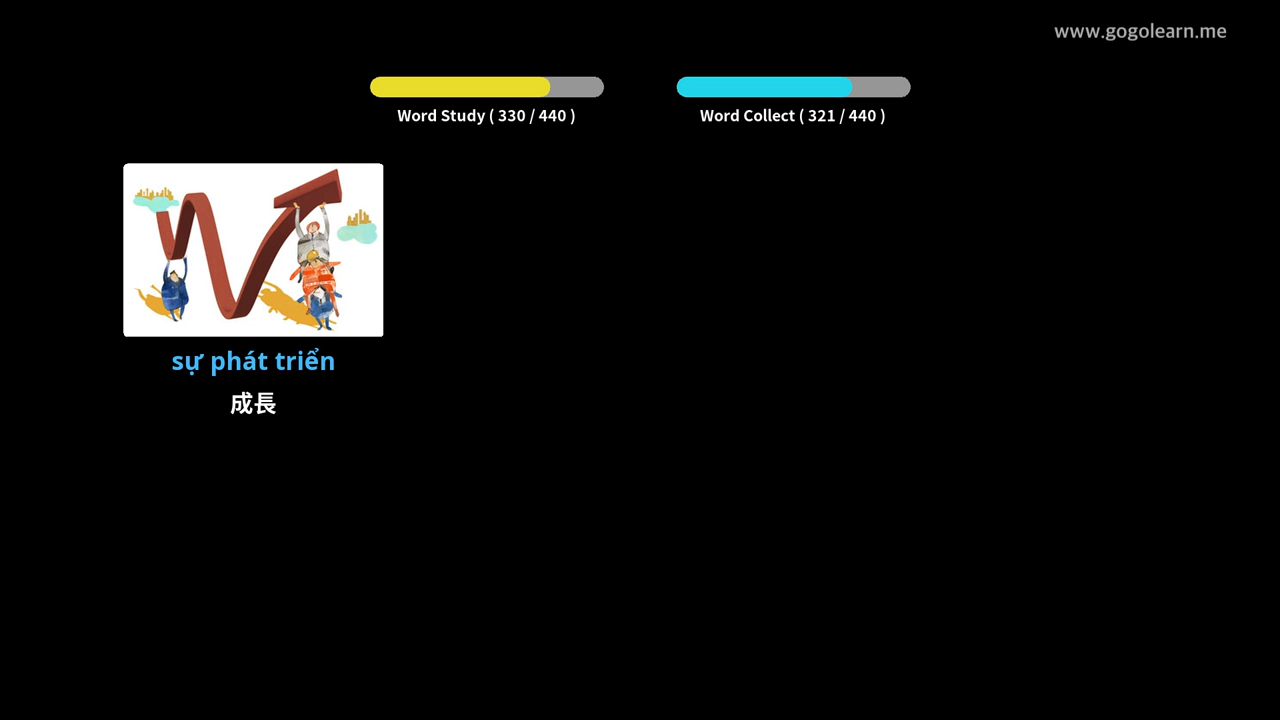 www.gogolearn.me
Word Study ( 330 / 440 )
Word Collect ( 321 / 440 )
sự phát triển
成長